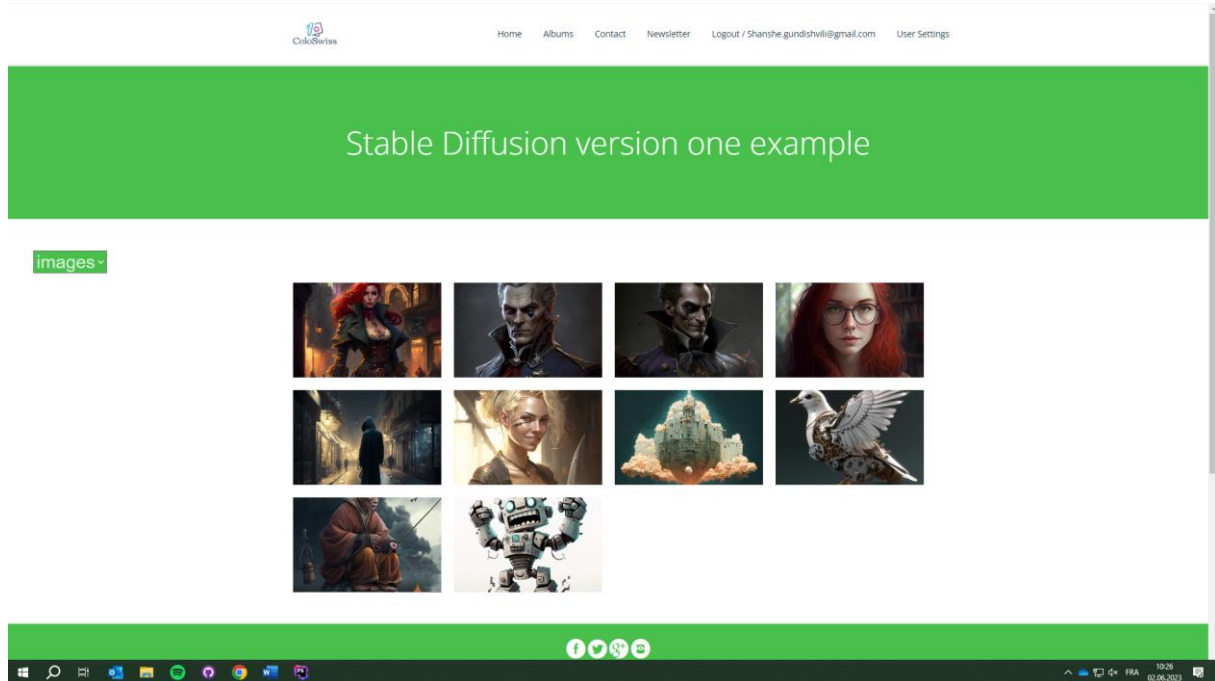 ColoSwiss
Home Albums Contact Newsletter Logout / Shanshe.gundishvili@gmail.com User Settings
Stable Diffusion version one example
images
FRA 10:26
02.06.2023